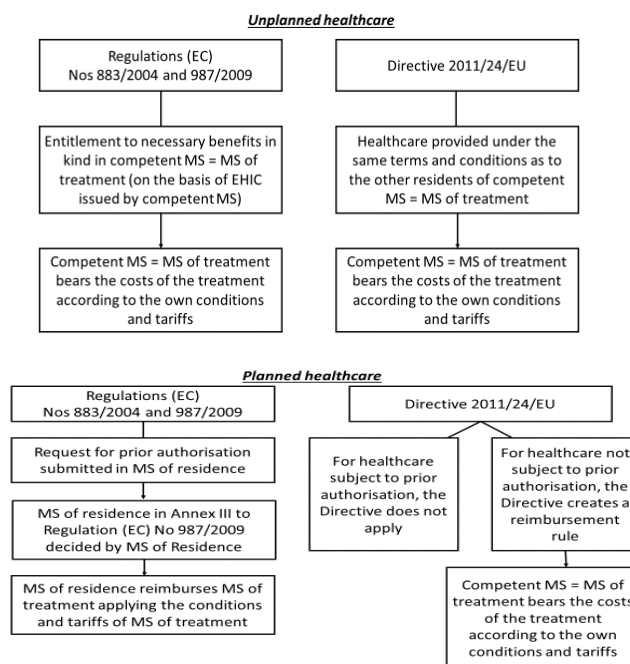 Unplanned healthcare
Regulations (EC)
Nos 883/2004 and 987/2009
Directive 2011/24/EU
Entitlement to necessary benefits in
kind in competent MS = MS of
treatment (on the basis of EHIC
issued by competent MS)
Healthcare provided under the
same terms and conditions as to
the other residents of competent
MS = MS of treatment
Competent MS = MS of treatment
bears the costs of the treatment
according to the own conditions
and tariffs
Competent MS = MS of treatment
bears the costs of the treatment
according to the own conditions
and tariffs
Planned healthcare
Regulations (EC)
Nos 883/2004 and 987/2009
Request for prior authorisation
submitted in MS of residence
MS of residence in Annex III to
Regulation (EC) No 987/2009
decided by MS of Residence
MS of residence reimburses MS of
treatment applying the conditions
and tariffs of MS of treatment
Directive 2011/24/EU
For healthcare
subject to prior
authorisation, the
Directive does not
apply
For healthcare not
subject to prior
authorisation, the
Directive creates a
reimbursement
rule
Competent MS = MS of
treatment bears the costs
of the treatment
according to the own
conditions and tariffs